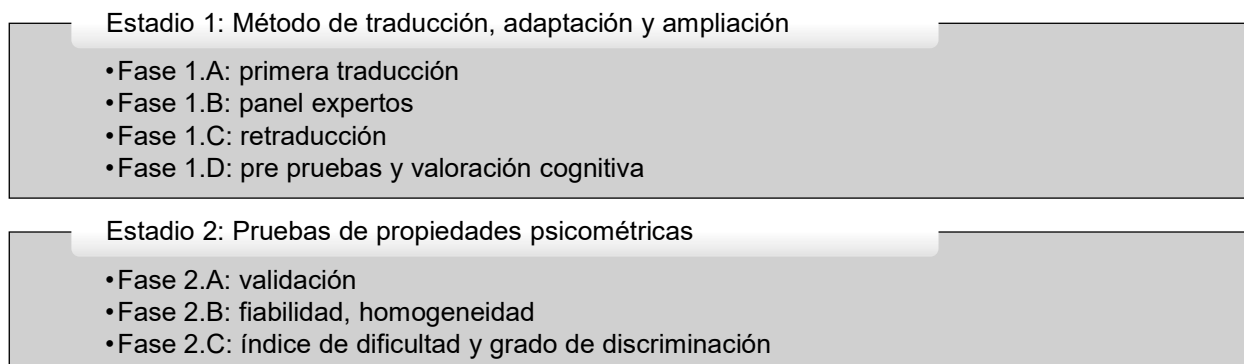 Estadio 1: Método de traducción, adaptación y ampliación
•Fase 1.A: primera traducción
•Fase 1.B: panel expertos
•Fase 1.C: retraducción
•Fase 1.D: pre pruebas y valoración cognitiva
Estadio 2: Pruebas de propiedades psicométricas
•Fase 2.A: validación
•Fase 2.B: fiabilidad, homogeneidad
•Fase 2.C: índice de dificultad y grado de discriminación